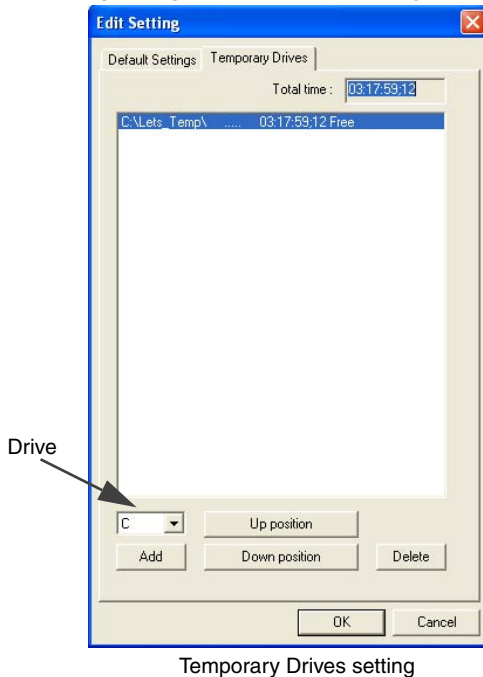 Edit Setting
Default Settings Temporary Drives
Total time : 03:17:59;12
C:\Lets_Temp\ ..... 03:17:59;12 Free
Drive
C Up position
Add Down position Delete
OK Cancel
Temporary Drives setting